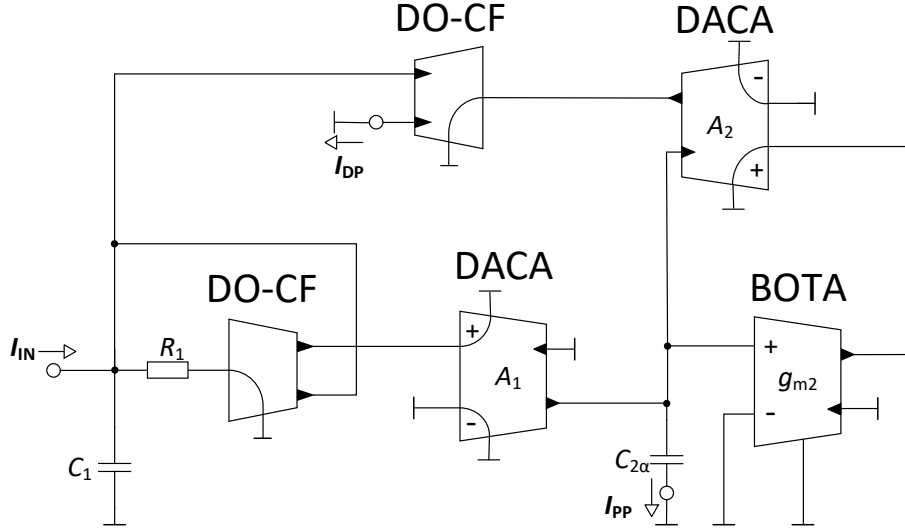 DO-CF
DACA
-
A2
+
IDP
DO-CF
DACA
BOTA
IIN
R1
+
A1
-
+
gm2
-
C1
C2α
IPP